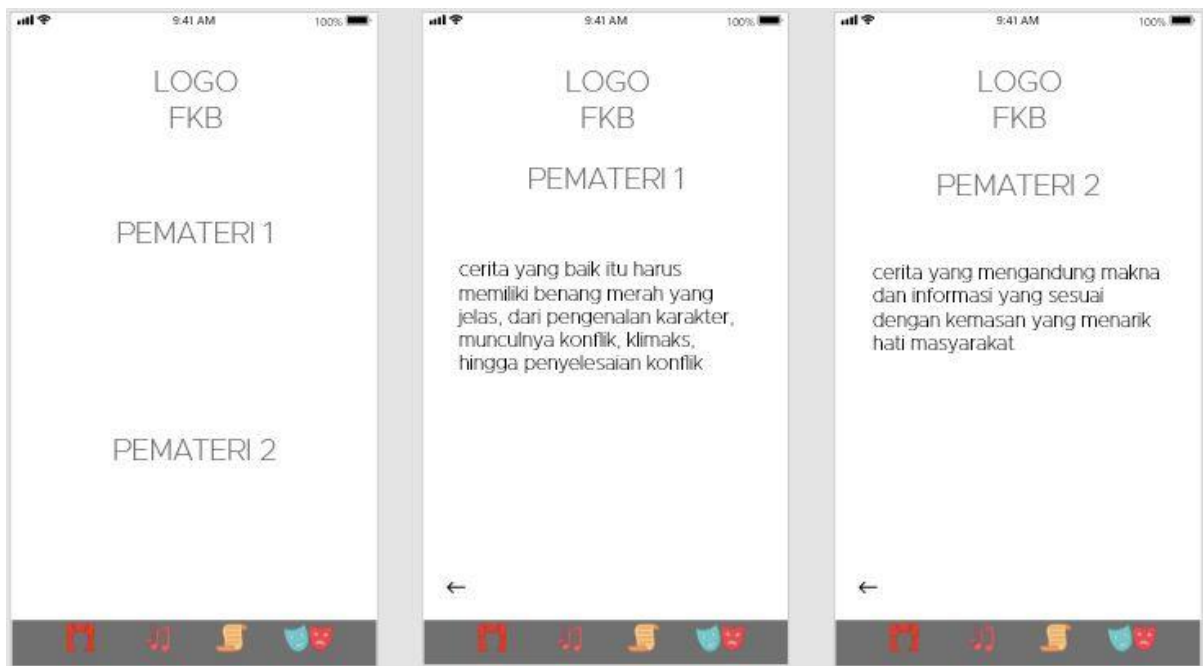 9:41 AM
100%
LOGO
FKB
PEMATERI 1
PEMATERI 2
9:41 AM
100%
LOGO
FKB
PEMATERI 1
cerita yang baik itu harus
memiliki benang merah yang
jelas, dari pengenalan karakter,
munculnya konflik, klimaks,
hingga penyelesaian konflik
9:41 AM
100%
LOGO
FKB
PEMATERI 2
cerita yang mengandung makna
dan informasi yang sesuai
dengan kemasan yang menarik
hati masyarakat